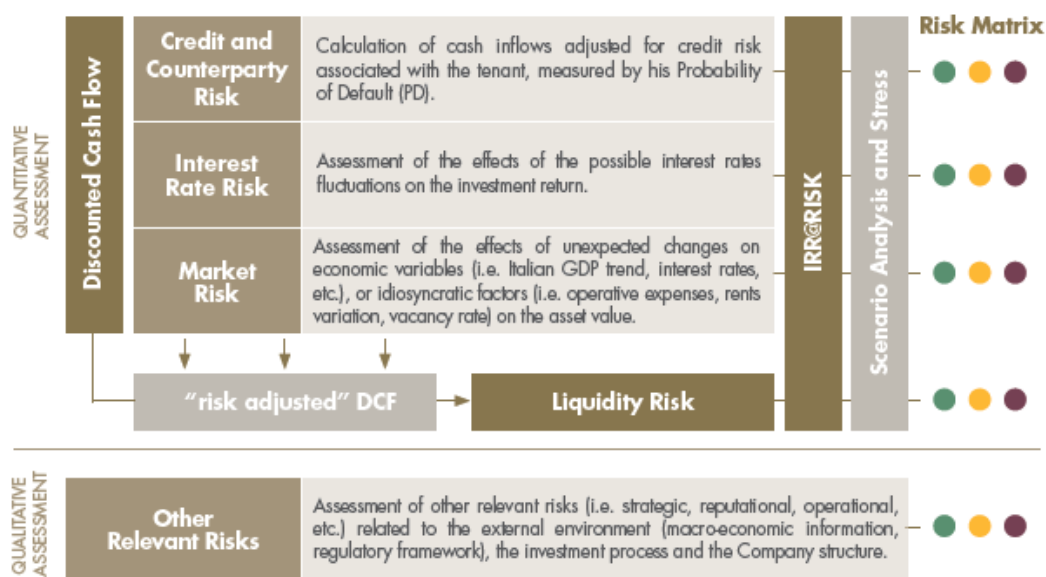 Risk Matrix
QUANTITATIVE
ASSESSMENT
Discounted Cash Flow
Credit and
Counterparty
Risk
Calculation of cash inflows adjusted for credit risk
associated with the tenant, measured by his Probability
of Default (PD).
Interest
Rate Risk
Assessment of the effects of the possible interest rates
fluctuations on the investment return.
Market
Risk
Assessment of the effects of unexpected changes on
economic variables (i.e. Italian GDP trend, interest rates,
etc.), or idiosyncratic factors (i.e. operative expenses, rents
variation, vacancy rate) on the asset value.
IRR@RISK
Scenario Analysis and Stress
“risk adjusted” DCF
Liquidity Risk
QUALITATIVE
ASSESSMENT
Other
Relevant Risks
Assessment of other relevant risks (i.e. strategic, reputational, operational,
etc.) related to the external environment (macro-economic information,
regulatory framework), the investment process and the Company structure.